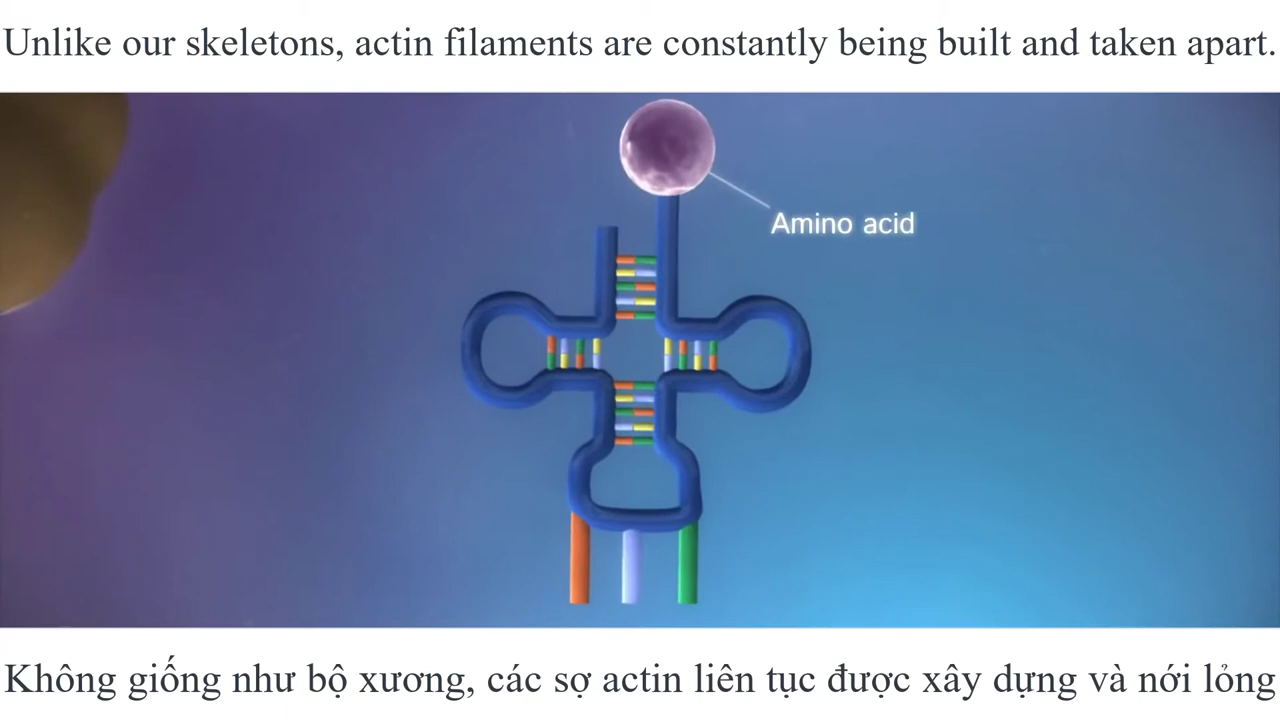 Unlike our skeletons, actin filaments are constantly being built and taken apart.
Amino acid
Không giống như bộ xương, các sợ actin liên tục được xây dựng và nới lỏng